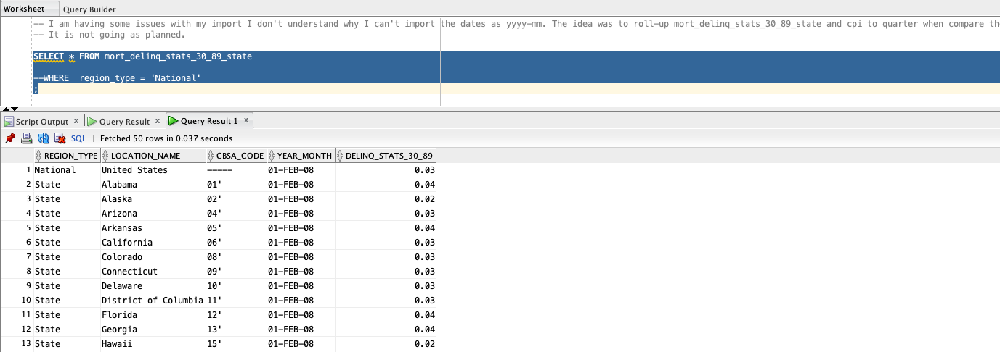 Worksheet Query Builder
-- I am having some issues with my import I don't understand why I can't import the dates as yyyy-mm. The idea was to roll-up mort_delinq_stats_30_89_state and cpi to quarter when compare the
-- It is not going as planned.
SELECT * FROM mort_delinq_stats_30_89_state
--WHERE region_type = 'National'
;
Script Output x Query Result x Query Result 1 x
SQL | Fetched 50 rows in 0.037 seconds
REGION_TYPE LOCATION_NAME CBSA_CODE YEAR_MONTH DELINQ_STATS_30_89
1 National United States ----- 01-FEB-08 0.03
2 State Alabama 01' 01-FEB-08 0.04
3 State Alaska 02' 01-FEB-08 0.02
4 State Arizona 04' 01-FEB-08 0.03
5 State Arkansas 05' 01-FEB-08 0.04
6 State California 06' 01-FEB-08 0.03
7 State Colorado 08' 01-FEB-08 0.03
8 State Connecticut 09' 01-FEB-08 0.03
9 State Delaware 10' 01-FEB-08 0.03
10 State District of Columbia 11' 01-FEB-08 0.03
11 State Florida 12' 01-FEB-08 0.04
12 State Georgia 13' 01-FEB-08 0.04
13 State Hawaii 15' 01-FEB-08 0.02